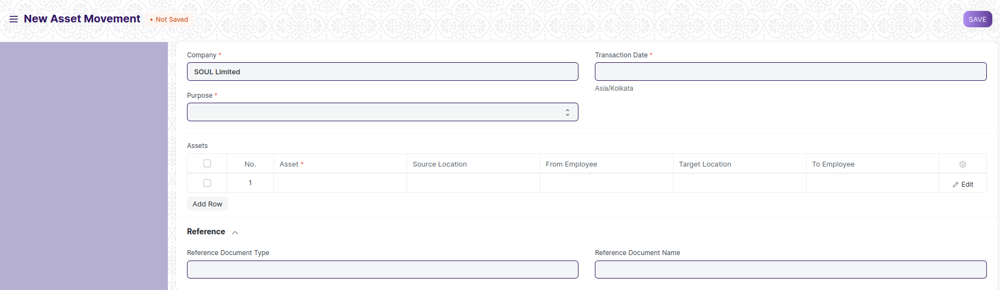 New Asset Movement • Not Saved SAVE
Company * Transaction Date *
SOUL Limited
Asia/Kolkata
Purpose *
Assets
No. Asset * Source Location From Employee Target Location To Employee
1 Edit
Add Row
Reference
Reference Document Type Reference Document Name